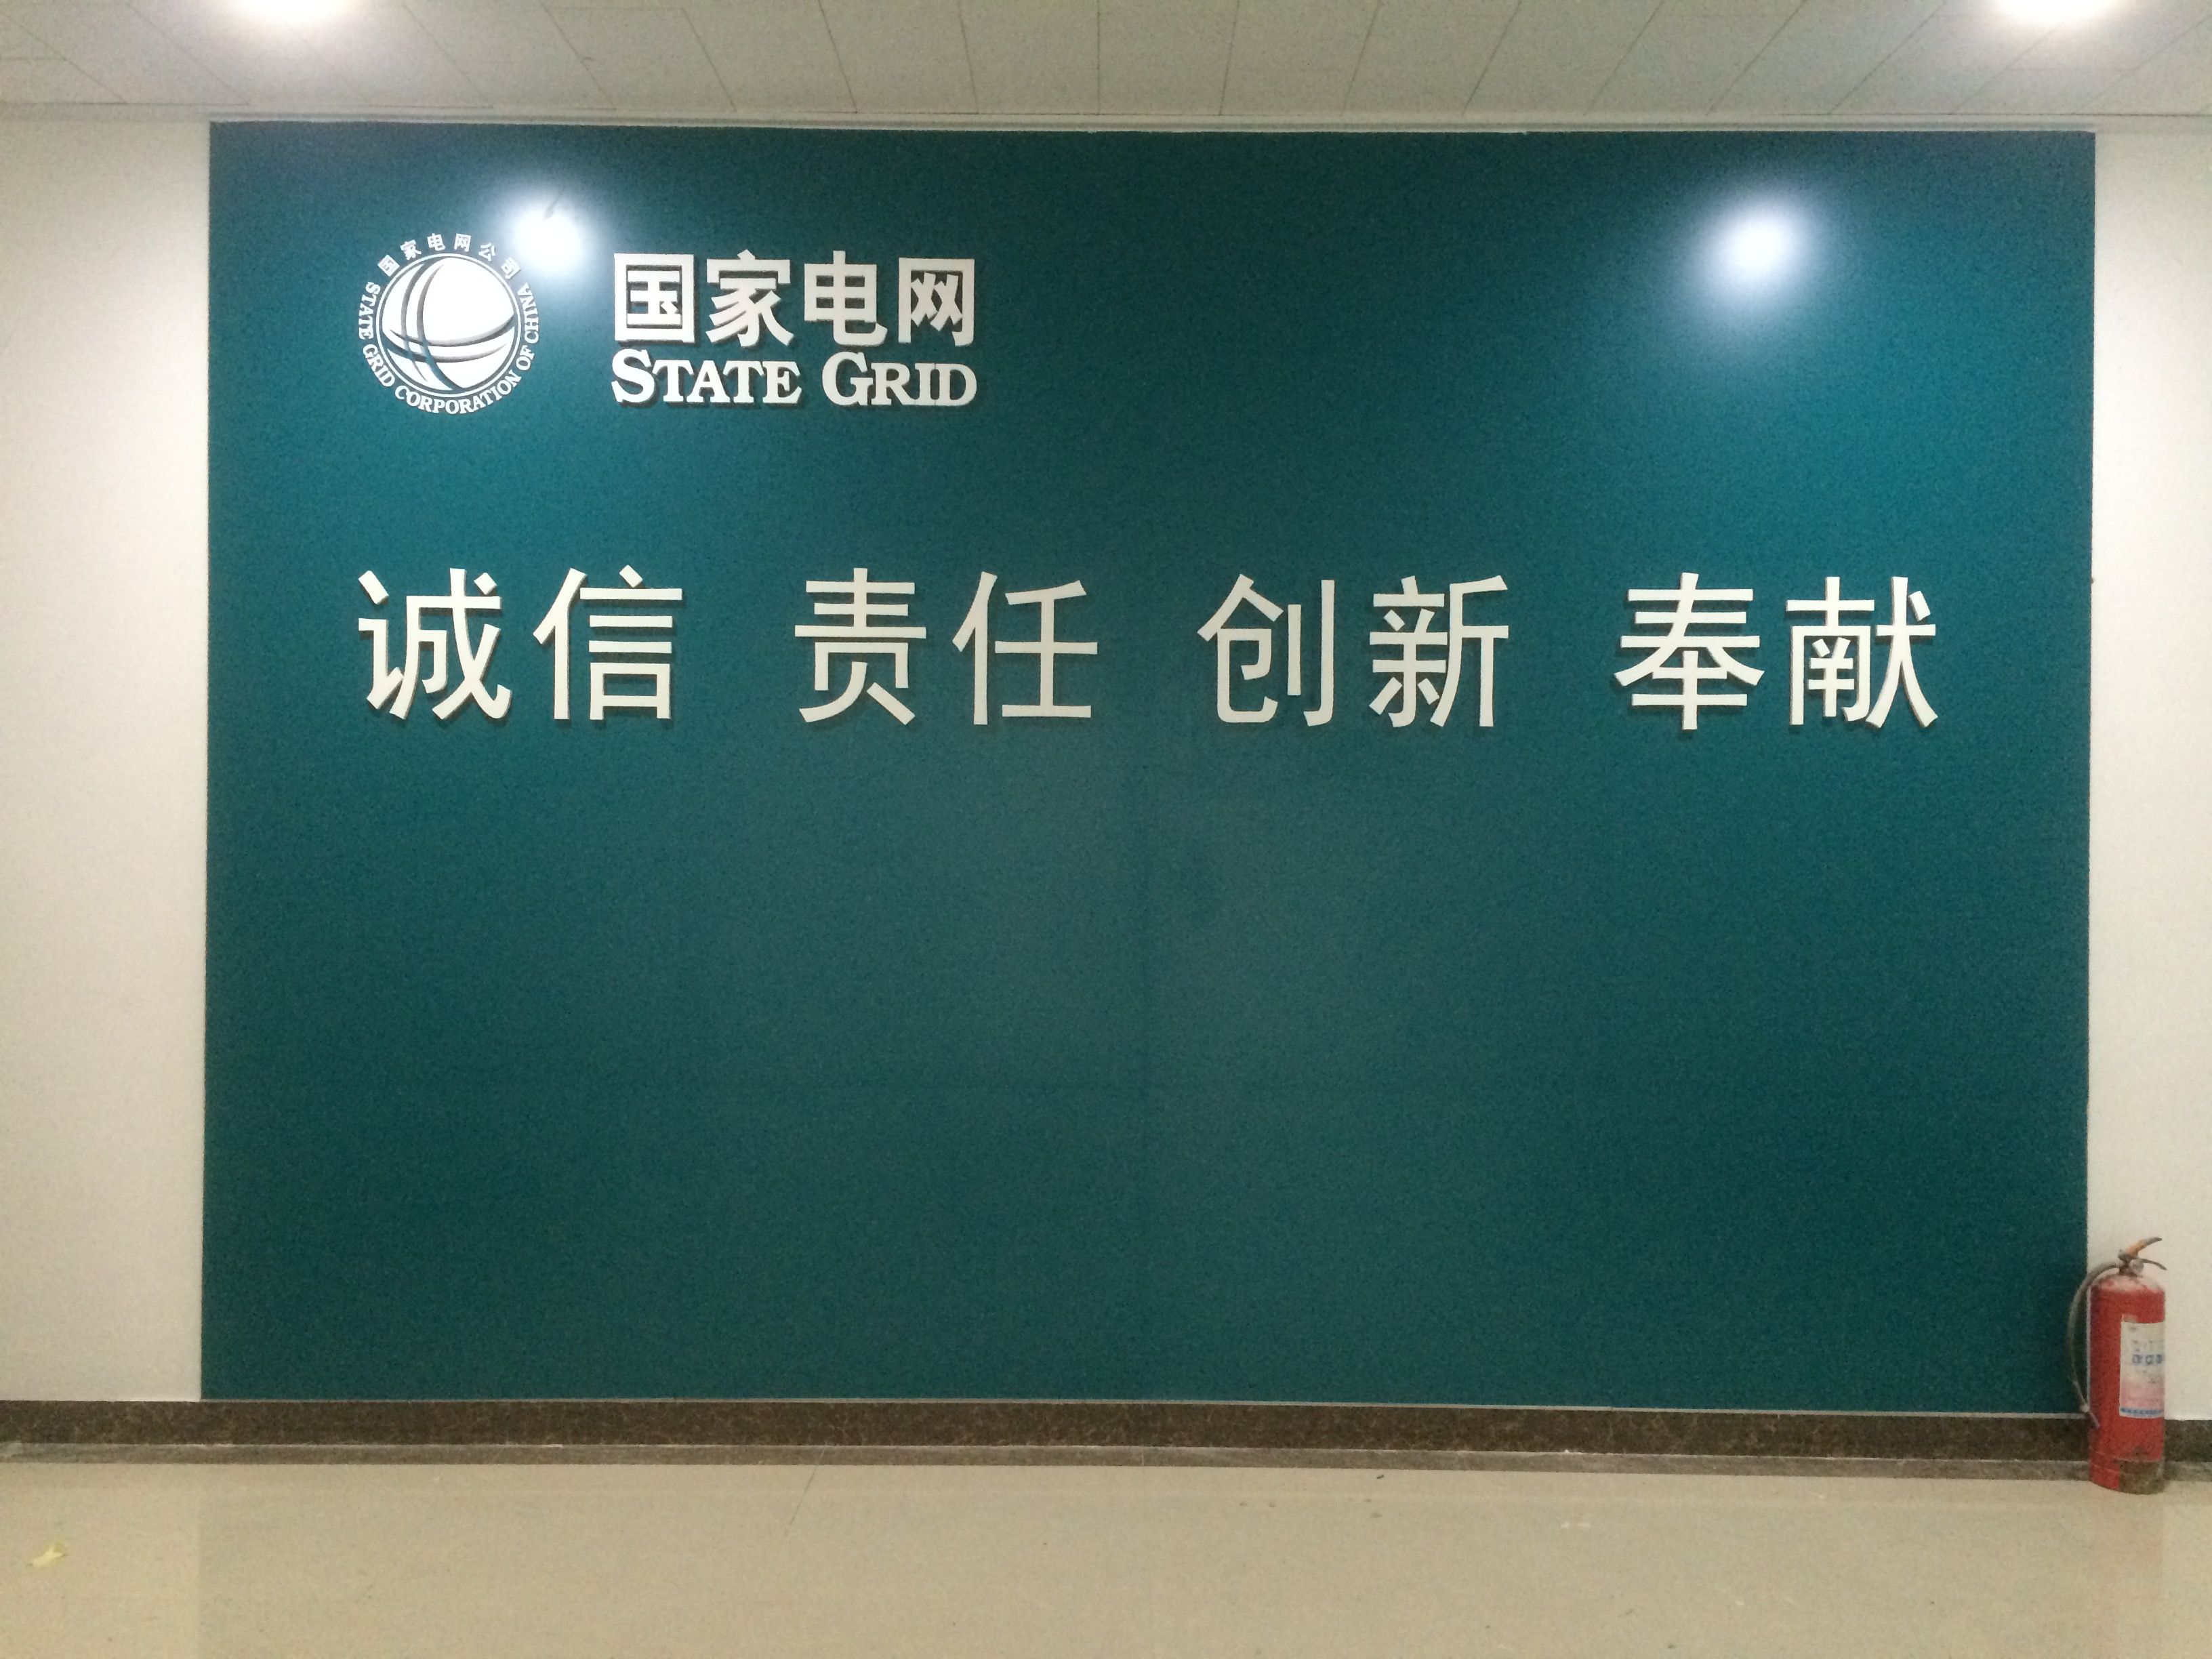 国家电网公司
STATE GRID CORPORATION OF CHINA
国家电网
STATE GRID
诚信 责任 创新 奉献